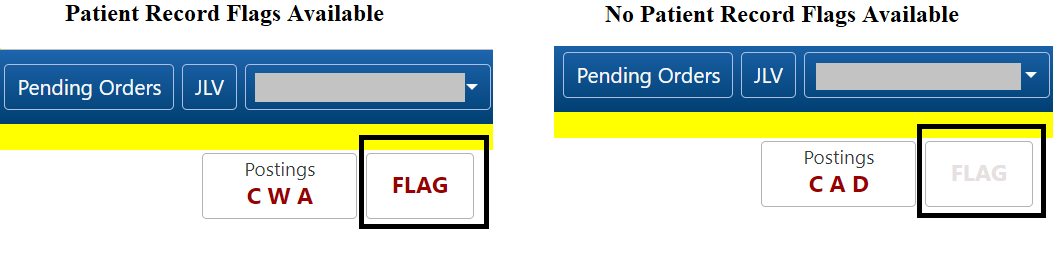 Patient Record Flags Available
Pending Orders JLV
Postings
C W A
FLAG
No Patient Record Flags Available
Pending Orders JLV
Postings
C A D
FLAG